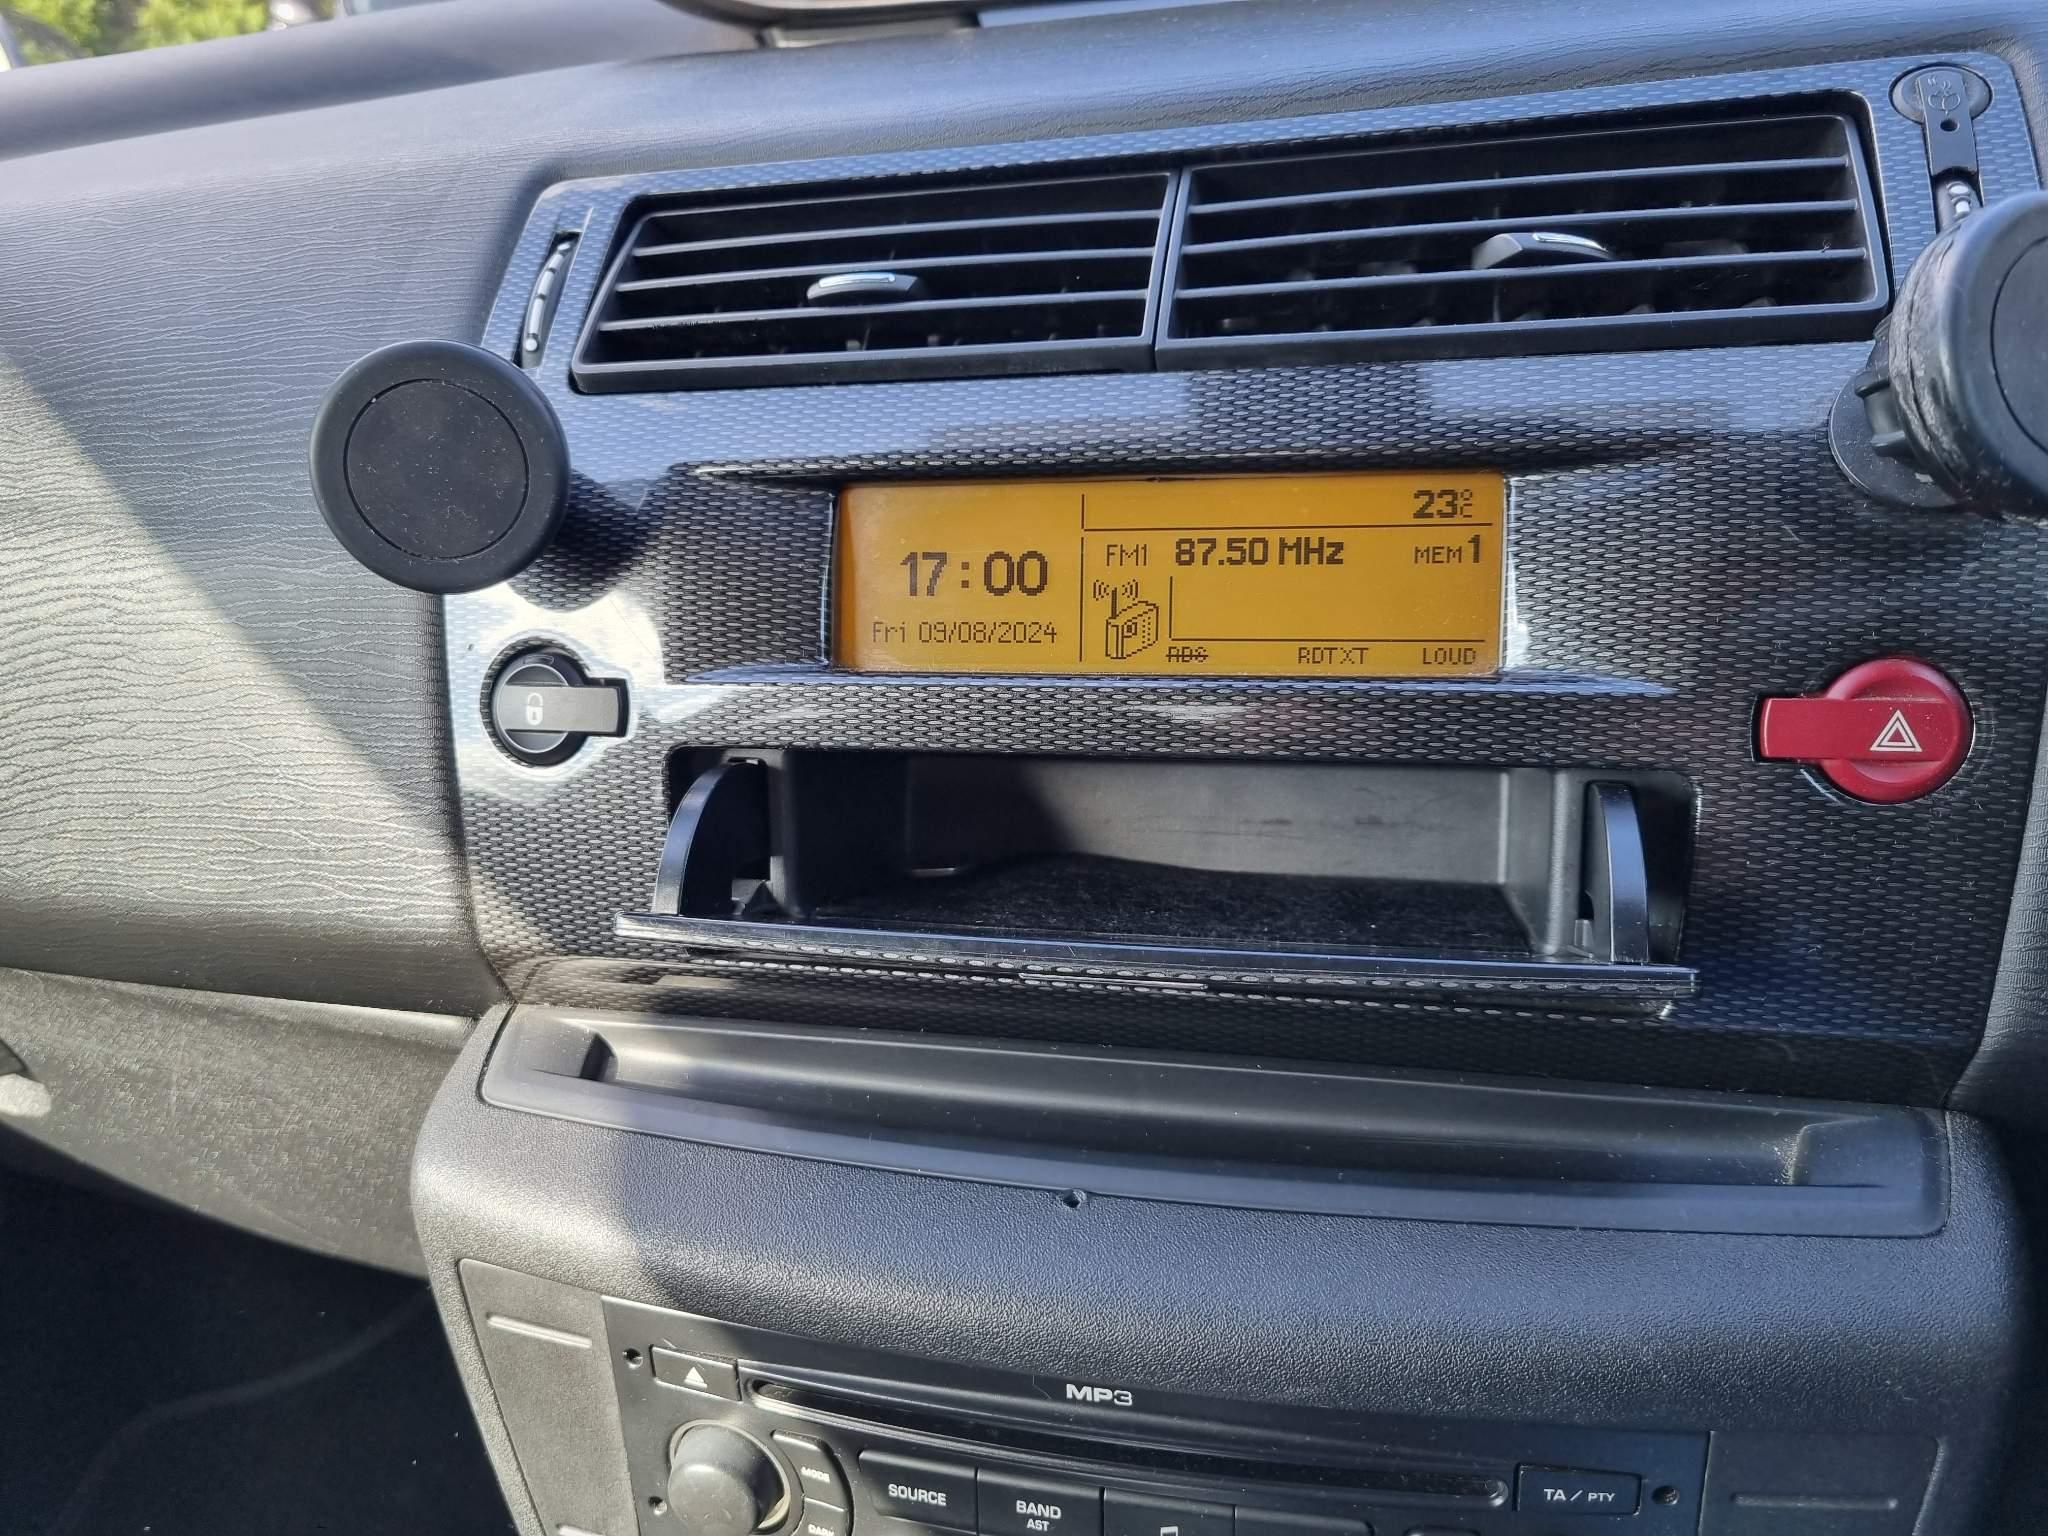 23°C
17:00
Fri 09/08/2024
FM1 87.50 MHz MEM 1
RDS RDTXT LOUD
MP3
MODE
SOURCE
BAND
AST
TA / PTY
DARK